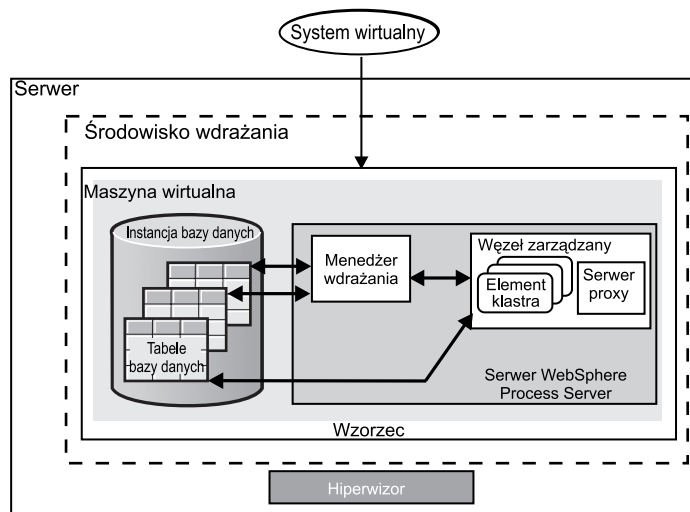 System wirtualny
Serwer
Środowisko wdrażania
Maszyna wirtualna
Instancja bazy danych
Tabele
bazy danych
Menedżer
wdrażania
Węzeł zarządzany
Element
klastra
Serwer
proxy
Serwer WebSphere
Process Server
Wzorzec
Hiperwizor